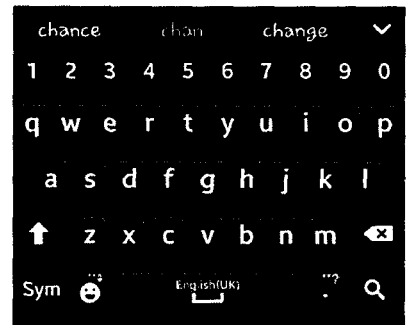 chance chan change
1 2 3 4 5 6 7 8 9 0
q w e r t y u i o p
a s d f g h j k l
z x c v b n m
Sym English(UK) . "?